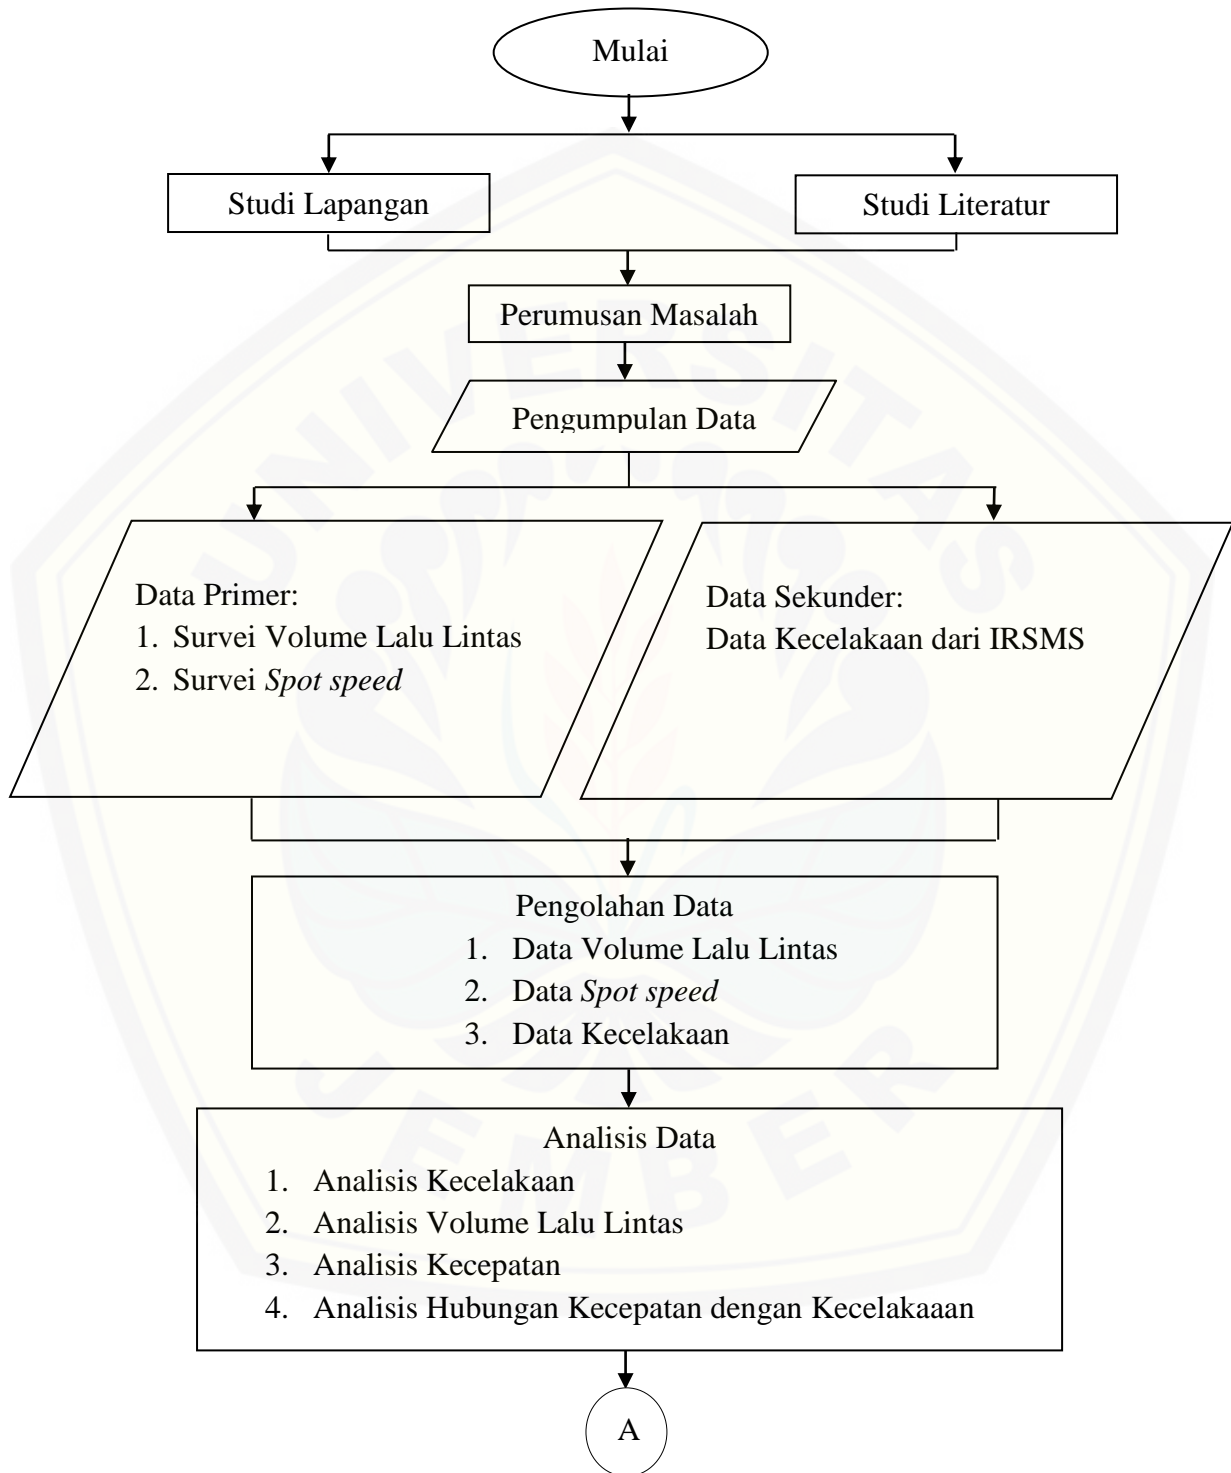 Mulai
Studi Lapangan
Studi Literatur
Perumusan Masalah
Pengumpulan Data
Data Primer:
1. Survei Volume Lalu Lintas
2. Survei Spot speed
Data Sekunder:
Data Kecelakaan dari IRSMS
Pengolahan Data
1. Data Volume Lalu Lintas
2. Data Spot speed
3. Data Kecelakaan
Analisis Data
1. Analisis Kecelakaan
2. Analisis Volume Lalu Lintas
3. Analisis Kecepatan
4. Analisis Hubungan Kecepatan dengan Kecelakaaan
A
UNIVERSITAS
JEMBER